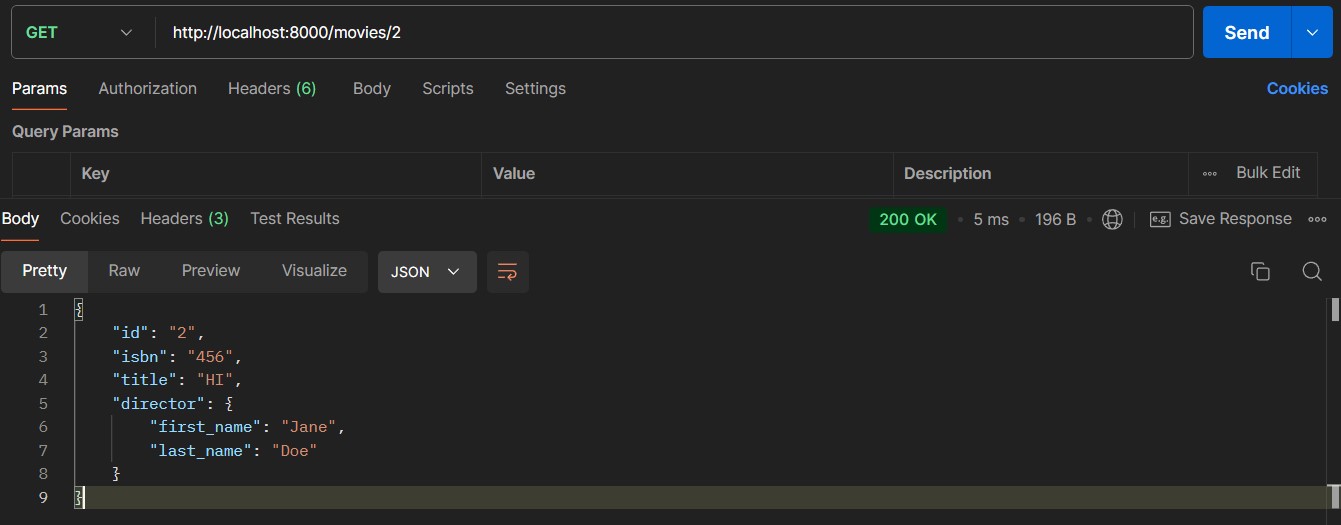 GET http://localhost:8000/movies/2 Send
Params Authorization Headers (6) Body Scripts Settings Cookies
Query Params
Key Value Description Bulk Edit
Body Cookies Headers (3) Test Results 200 OK 5 ms 196 B e.g. Save Response
Pretty Raw Preview Visualize JSON
1 {
2 "id": "2",
3 "isbn": "456",
4 "title": "HI",
5 "director": {
6 "first_name": "Jane",
7 "last_name": "Doe"
8 }
9 }